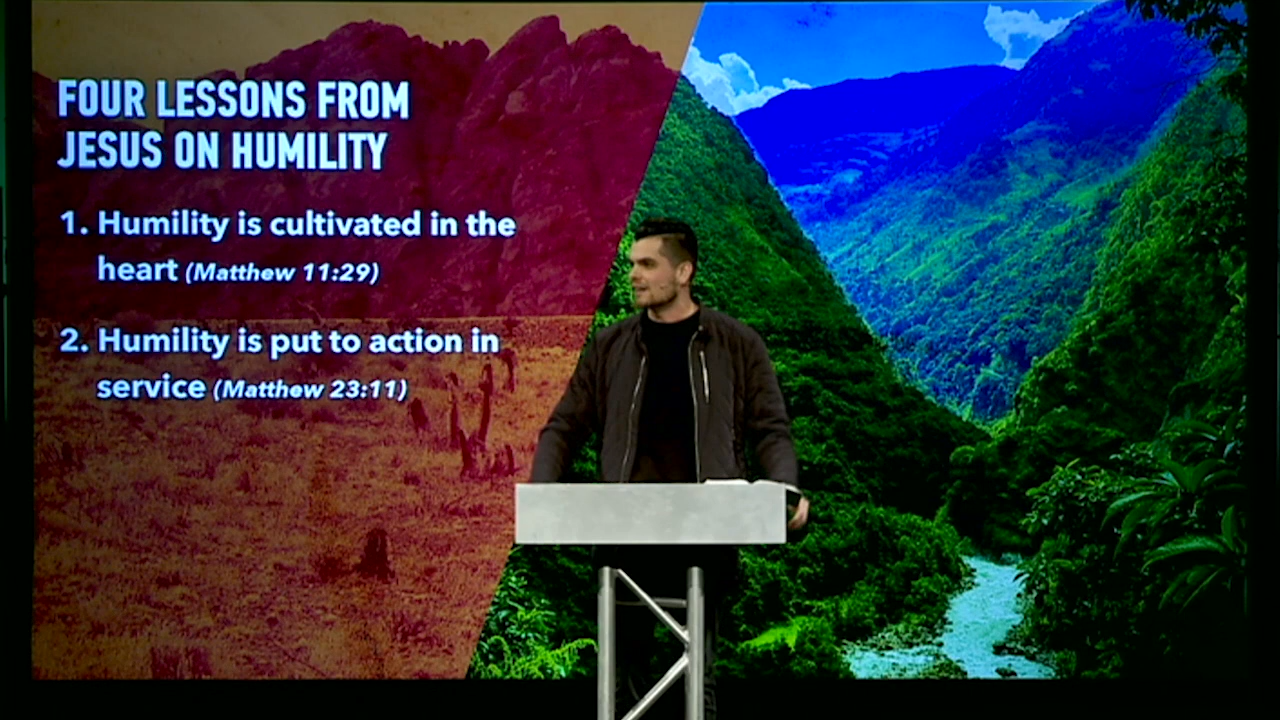 FOUR LESSONS FROM
JESUS ON HUMILITY
1. Humility is cultivated in the
heart (Matthew 11:29)
2. Humility is put to action in
service (Matthew 23:11)